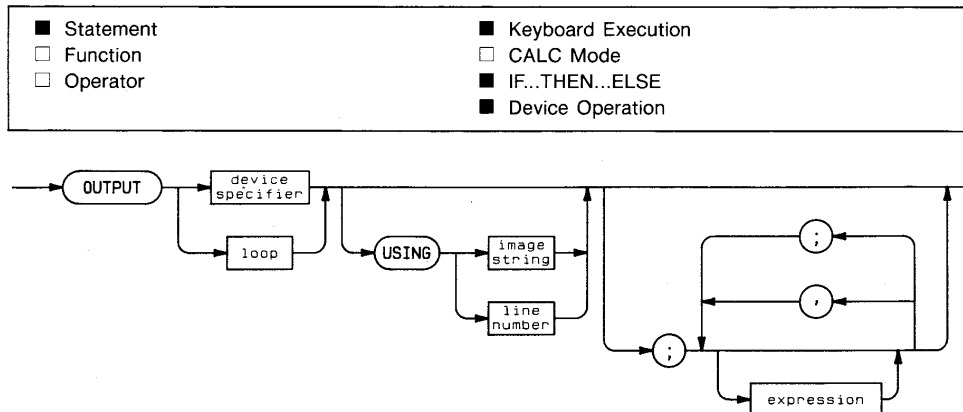 ■ Statement
□ Function
□ Operator
■ Keyboard Execution
□ CALC Mode
■ IF...THEN...ELSE
■ Device Operation
OUTPUT
device
specifier
loop
USING
image
string
line
number
;
,
;
expression